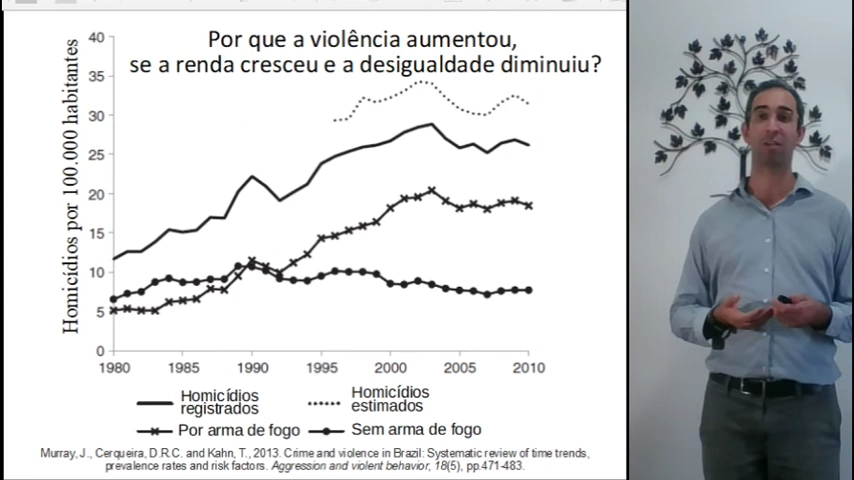 Por que a violência aumentou,
se a renda cresceu e a desigualdade diminuiu?
Homicídios por 100.000 habitantes
40
35
30
25
20
15
10
5
0
1980 1985 1990 1995 2000 2005 2010
Homicídios registrados
Homicídios estimados
Por arma de fogo
Sem arma de fogo
Murray, J., Cerqueira, D.R.C. and Kahn, T., 2013. Crime and violence in Brazil: Systematic review of time trends,
prevalence rates and risk factors. Aggression and violent behavior, 18(5), pp.471-483.